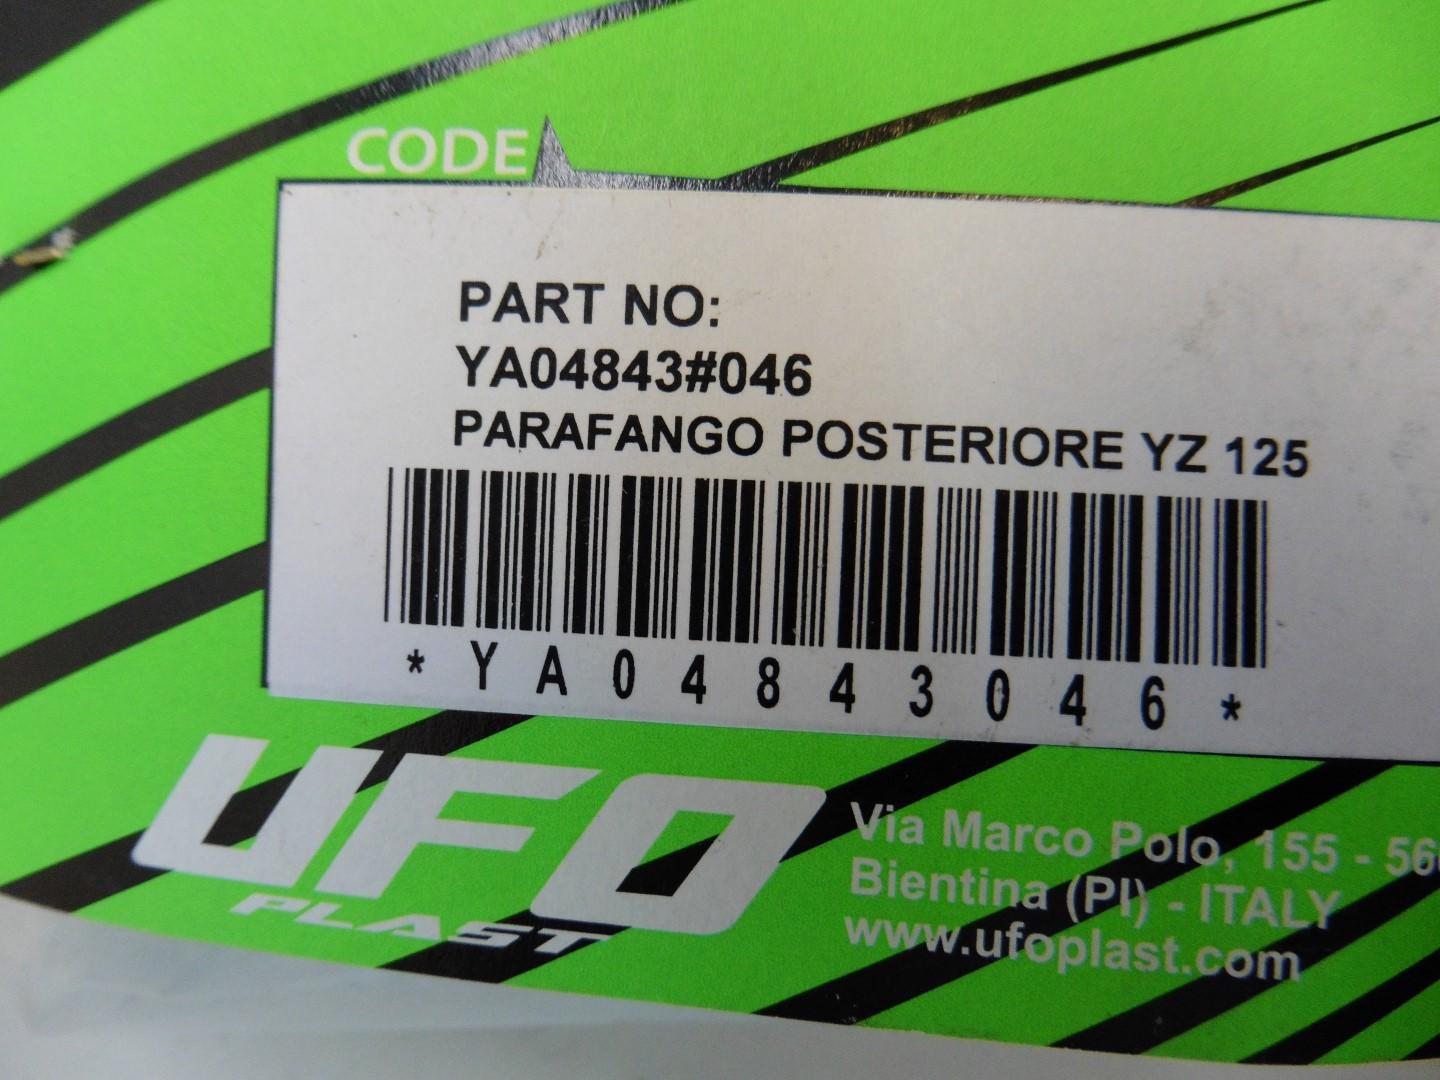 CODE
PART NO:
YA04843#046
PARAFANGO POSTERIORE YZ 125
*YA04843046*
UFO
PLAST
Via Marco Polo, 155 - 56
Bientina (PI) - ITALY
www.ufoplast.com